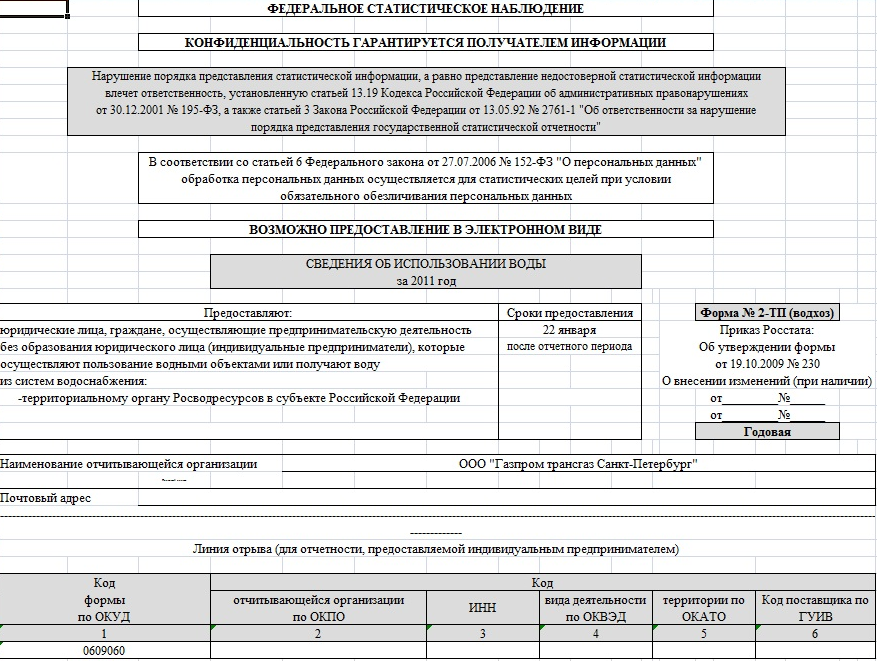 ФЕДЕРАЛЬНОЕ СТАТИСТИЧЕСКОЕ НАБЛЮДЕНИЕ
КОНФИДЕНЦИАЛЬНОСТЬ ГАРАНТИРУЕТСЯ ПОЛУЧАТЕЛЕМ ИНФОРМАЦИИ
Нарушение порядка представления статистической информации, а равно представление недостоверной статистической информации
влечет ответственность, установленную статьей 13.19 Кодекса Российской Федерации об административных правонарушениях
от 30.12.2001 № 195-ФЗ, а также статьей 3 Закона Российской Федерации от 13.05.92 № 2761-1 "Об ответственности за нарушение
порядка представления государственной статистической отчетности"
В соответствии со статьей 6 Федерального закона от 27.07.2006 № 152-ФЗ "О персональных данных"
обработка персональных данных осуществляется для статистических целей при условии
обязательного обезличивания персональных данных
ВОЗМОЖНО ПРЕДОСТАВЛЕНИЕ В ЭЛЕКТРОННОМ ВИДЕ
СВЕДЕНИЯ ОБ ИСПОЛЬЗОВАНИИ ВОДЫ
за 2011 год
Предоставляют:
юридические лица, граждане, осуществляющие предпринимательскую деятельность
без образования юридического лица (индивидуальные предприниматели), которые
осуществляют пользование водными объектами или получают воду
из систем водоснабжения:
-территориальному органу Росводресурсов в субъекте Российской Федерации
Сроки предоставления
22 января
после отчетного периода
Форма № 2-ТП (водхоз)
Приказ Росстата:
Об утверждении формы
от 19.10.2009 № 230
О внесении изменений (при наличии)
от_________№______
от_________№______
Годовая
Наименование отчитывающейся организации ООО "Газпром трансгаз Санкт-Петербург"
Почтовый адрес
Линия отрыва (для отчетности, предоставляемой индивидуальным предпринимателем)
Код
формы
по ОКУД
Код
отчитывающейся организации
по ОКПО
ИНН
вида деятельности
по ОКВЭД
территории по
ОКАТО
Код поставщика по
ГУИВ
1 2 3 4 5 6
0609060